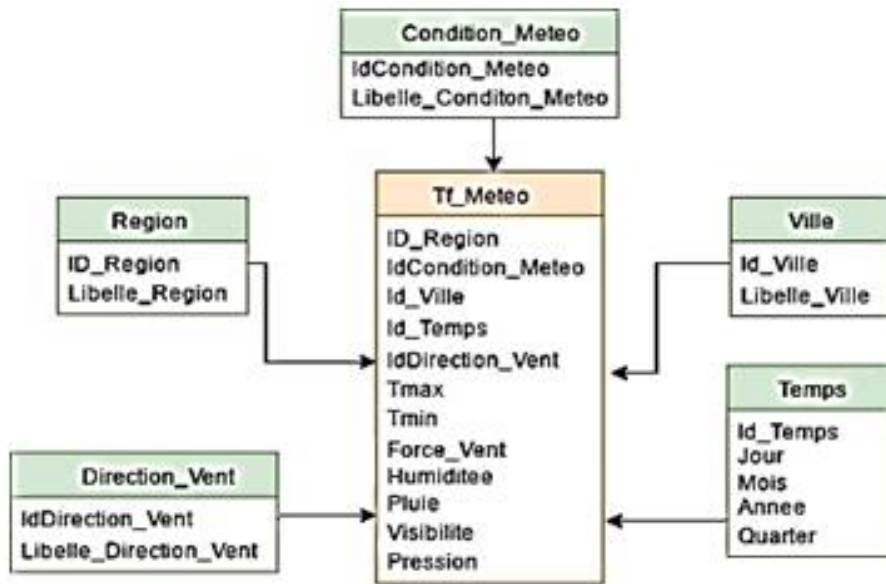 Condition_Meteo
IdCondition_Meteo
Libelle_Conditon_Meteo
Tf_Meteo
ID_Region
IdCondition_Meteo
Id_Ville
Id_Temps
IdDirection_Vent
Tmax
Tmin
Force_Vent
Humiditee
Pluie
Visibilite
Pression
Region
ID_Region
Libelle_Region
Ville
Id_Ville
Libelle_Ville
Direction_Vent
IdDirection_Vent
Libelle_Direction_Vent
Temps
Id_Temps
Jour
Mois
Annee
Quarter